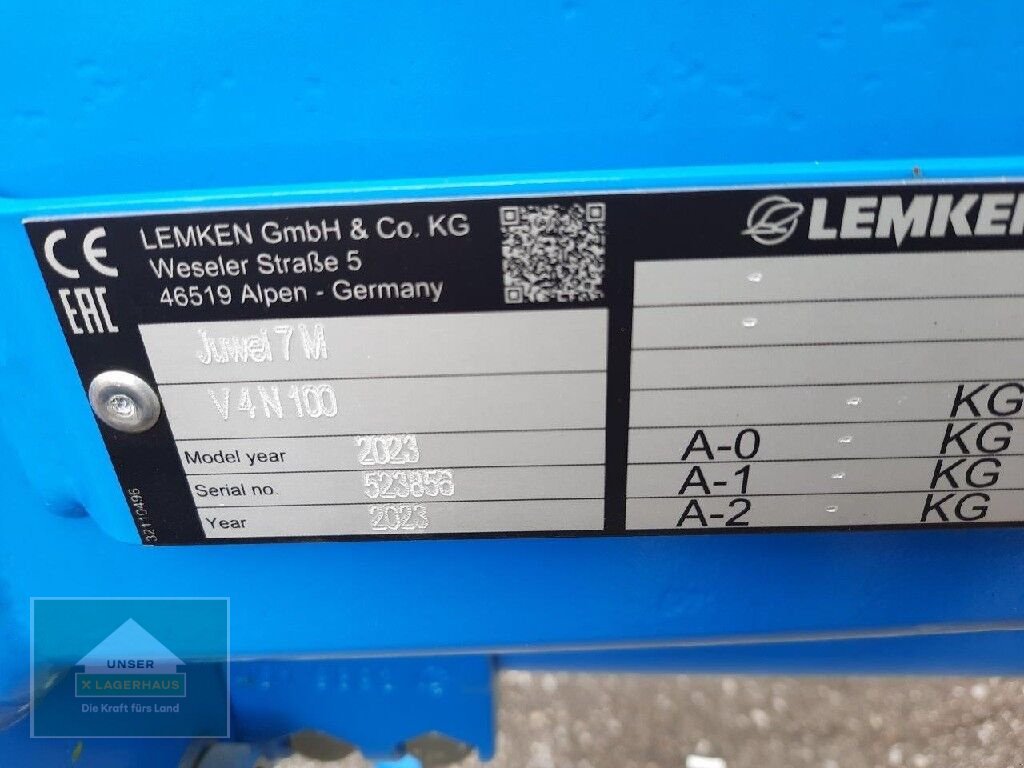 CE
EAC
LEMKEN GmbH & Co. KG
Weseler Straße 5
46519 Alpen - Germany
LEMKEN
Juwel 7 M
V 4 N 100
Model year 2023
Serial no. 523856
Year 2023
32110496
- 
-
- KG
A-0 - KG
A-1 - KG
A-2 - KG
UNSER
X LAGERHAUS
Die Kraft fürs Land